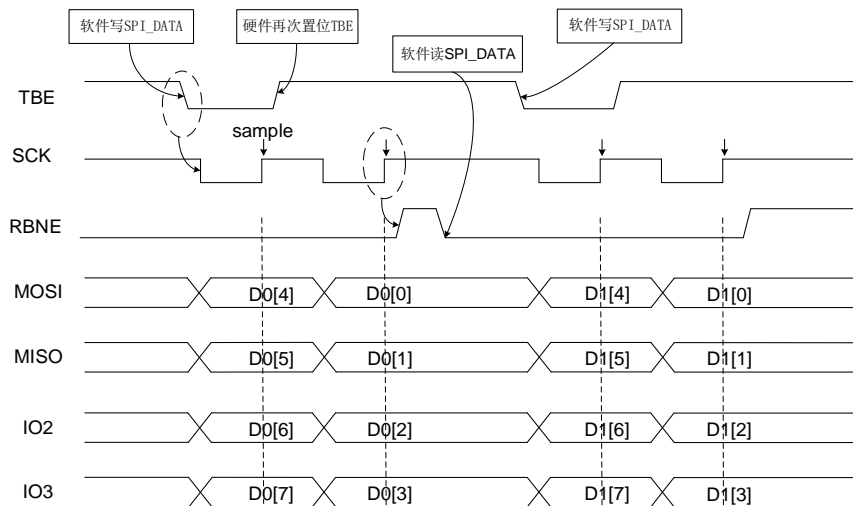 软件写SPI_DATA
硬件再次置位TBE
软件读SPI_DATA
软件写SPI_DATA
TBE
sample
SCK
RBNE
MOSI D0[4] D0[0] D1[4] D1[0]
MISO D0[5] D0[1] D1[5] D1[1]
IO2 D0[6] D0[2] D1[6] D1[2]
IO3 D0[7] D0[3] D1[7] D1[3]